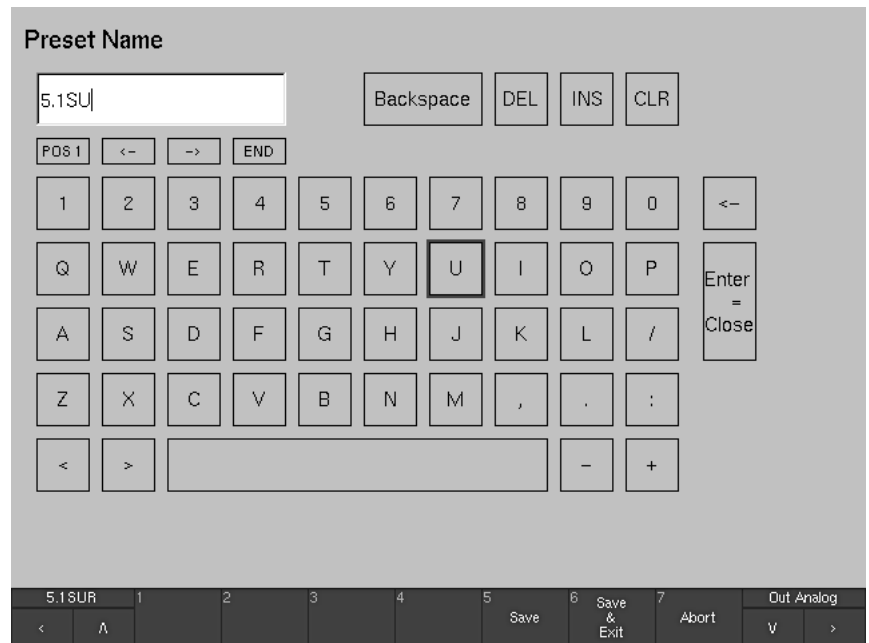 Preset Name
5.1SU Backspace DEL INS CLR
POS 1 <- -> END
1 2 3 4 5 6 7 8 9 0 <-
Q W E R T Y U I O P Enter = Close
A S D F G H J K L /
Z X C V B N M , . :
< > - +
5.1SUR 1 2 3 4 5 Save 6 Save & Exit 7 Abort Out Analog
< Λ V >